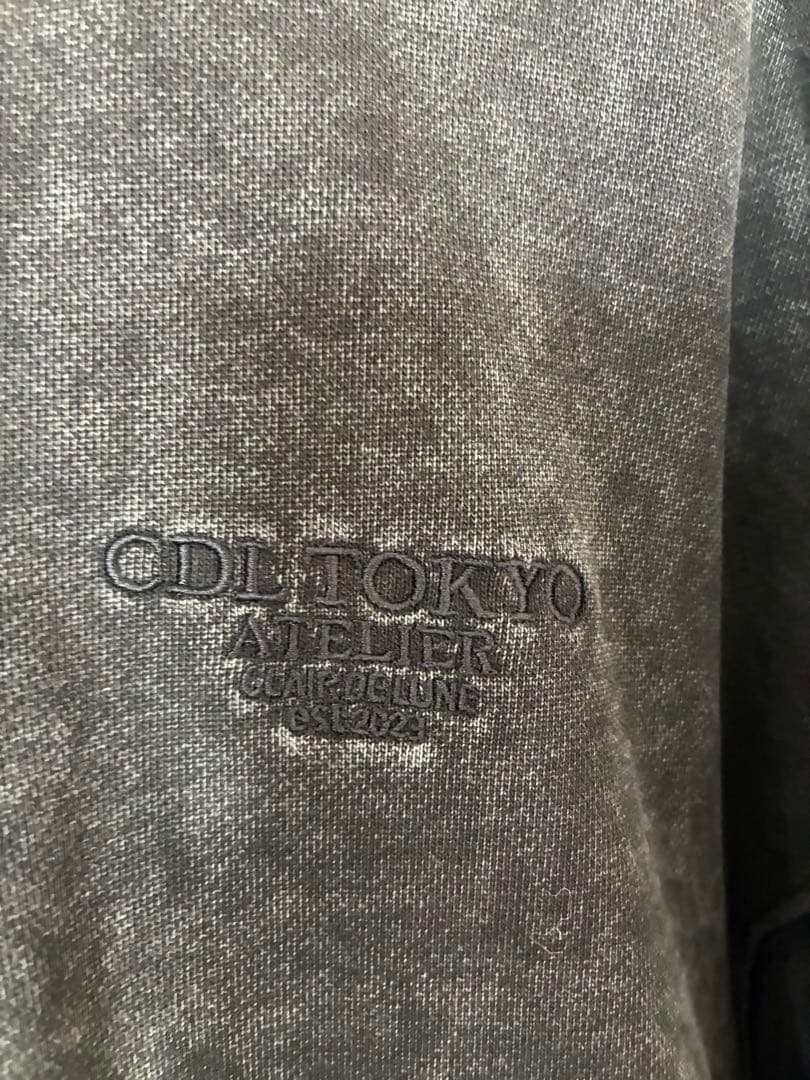 CDL TOKYO
ATELIER
CLAIR DE LUNE
est.2023